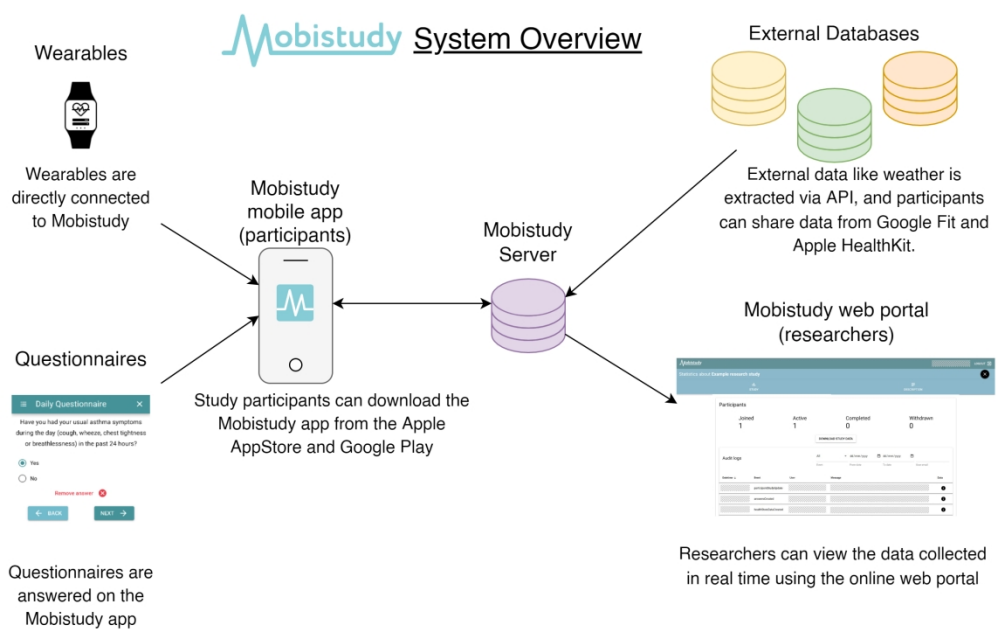 Mobistudy System Overview
Wearables
Wearables are
directly connected
to Mobistudy
External Databases
External data like weather is
extracted via API, and participants
can share data from Google Fit and
Apple HealthKit.
Mobistudy
mobile app
(participants)
Mobistudy
Server
Study participants can download the
Mobistudy app from the Apple
AppStore and Google Play
Questionnaires
Daily Questionnaire
Have you had your usual asthma symptoms
during the day (cough, wheeze, chest tightness
or breathlessness) in the past 24 hours?
Yes
No
Remove answer
BACK
NEXT
Questionnaires are
answered on the
Mobistudy app
Mobistudy web portal
(researchers)
Mobistudy
Statistics about Example research study
Participants
Joined Active Completed Withdrawn
1 1 0 0
Audit logs
Researchers can view the data collected
in real time using the online web portal